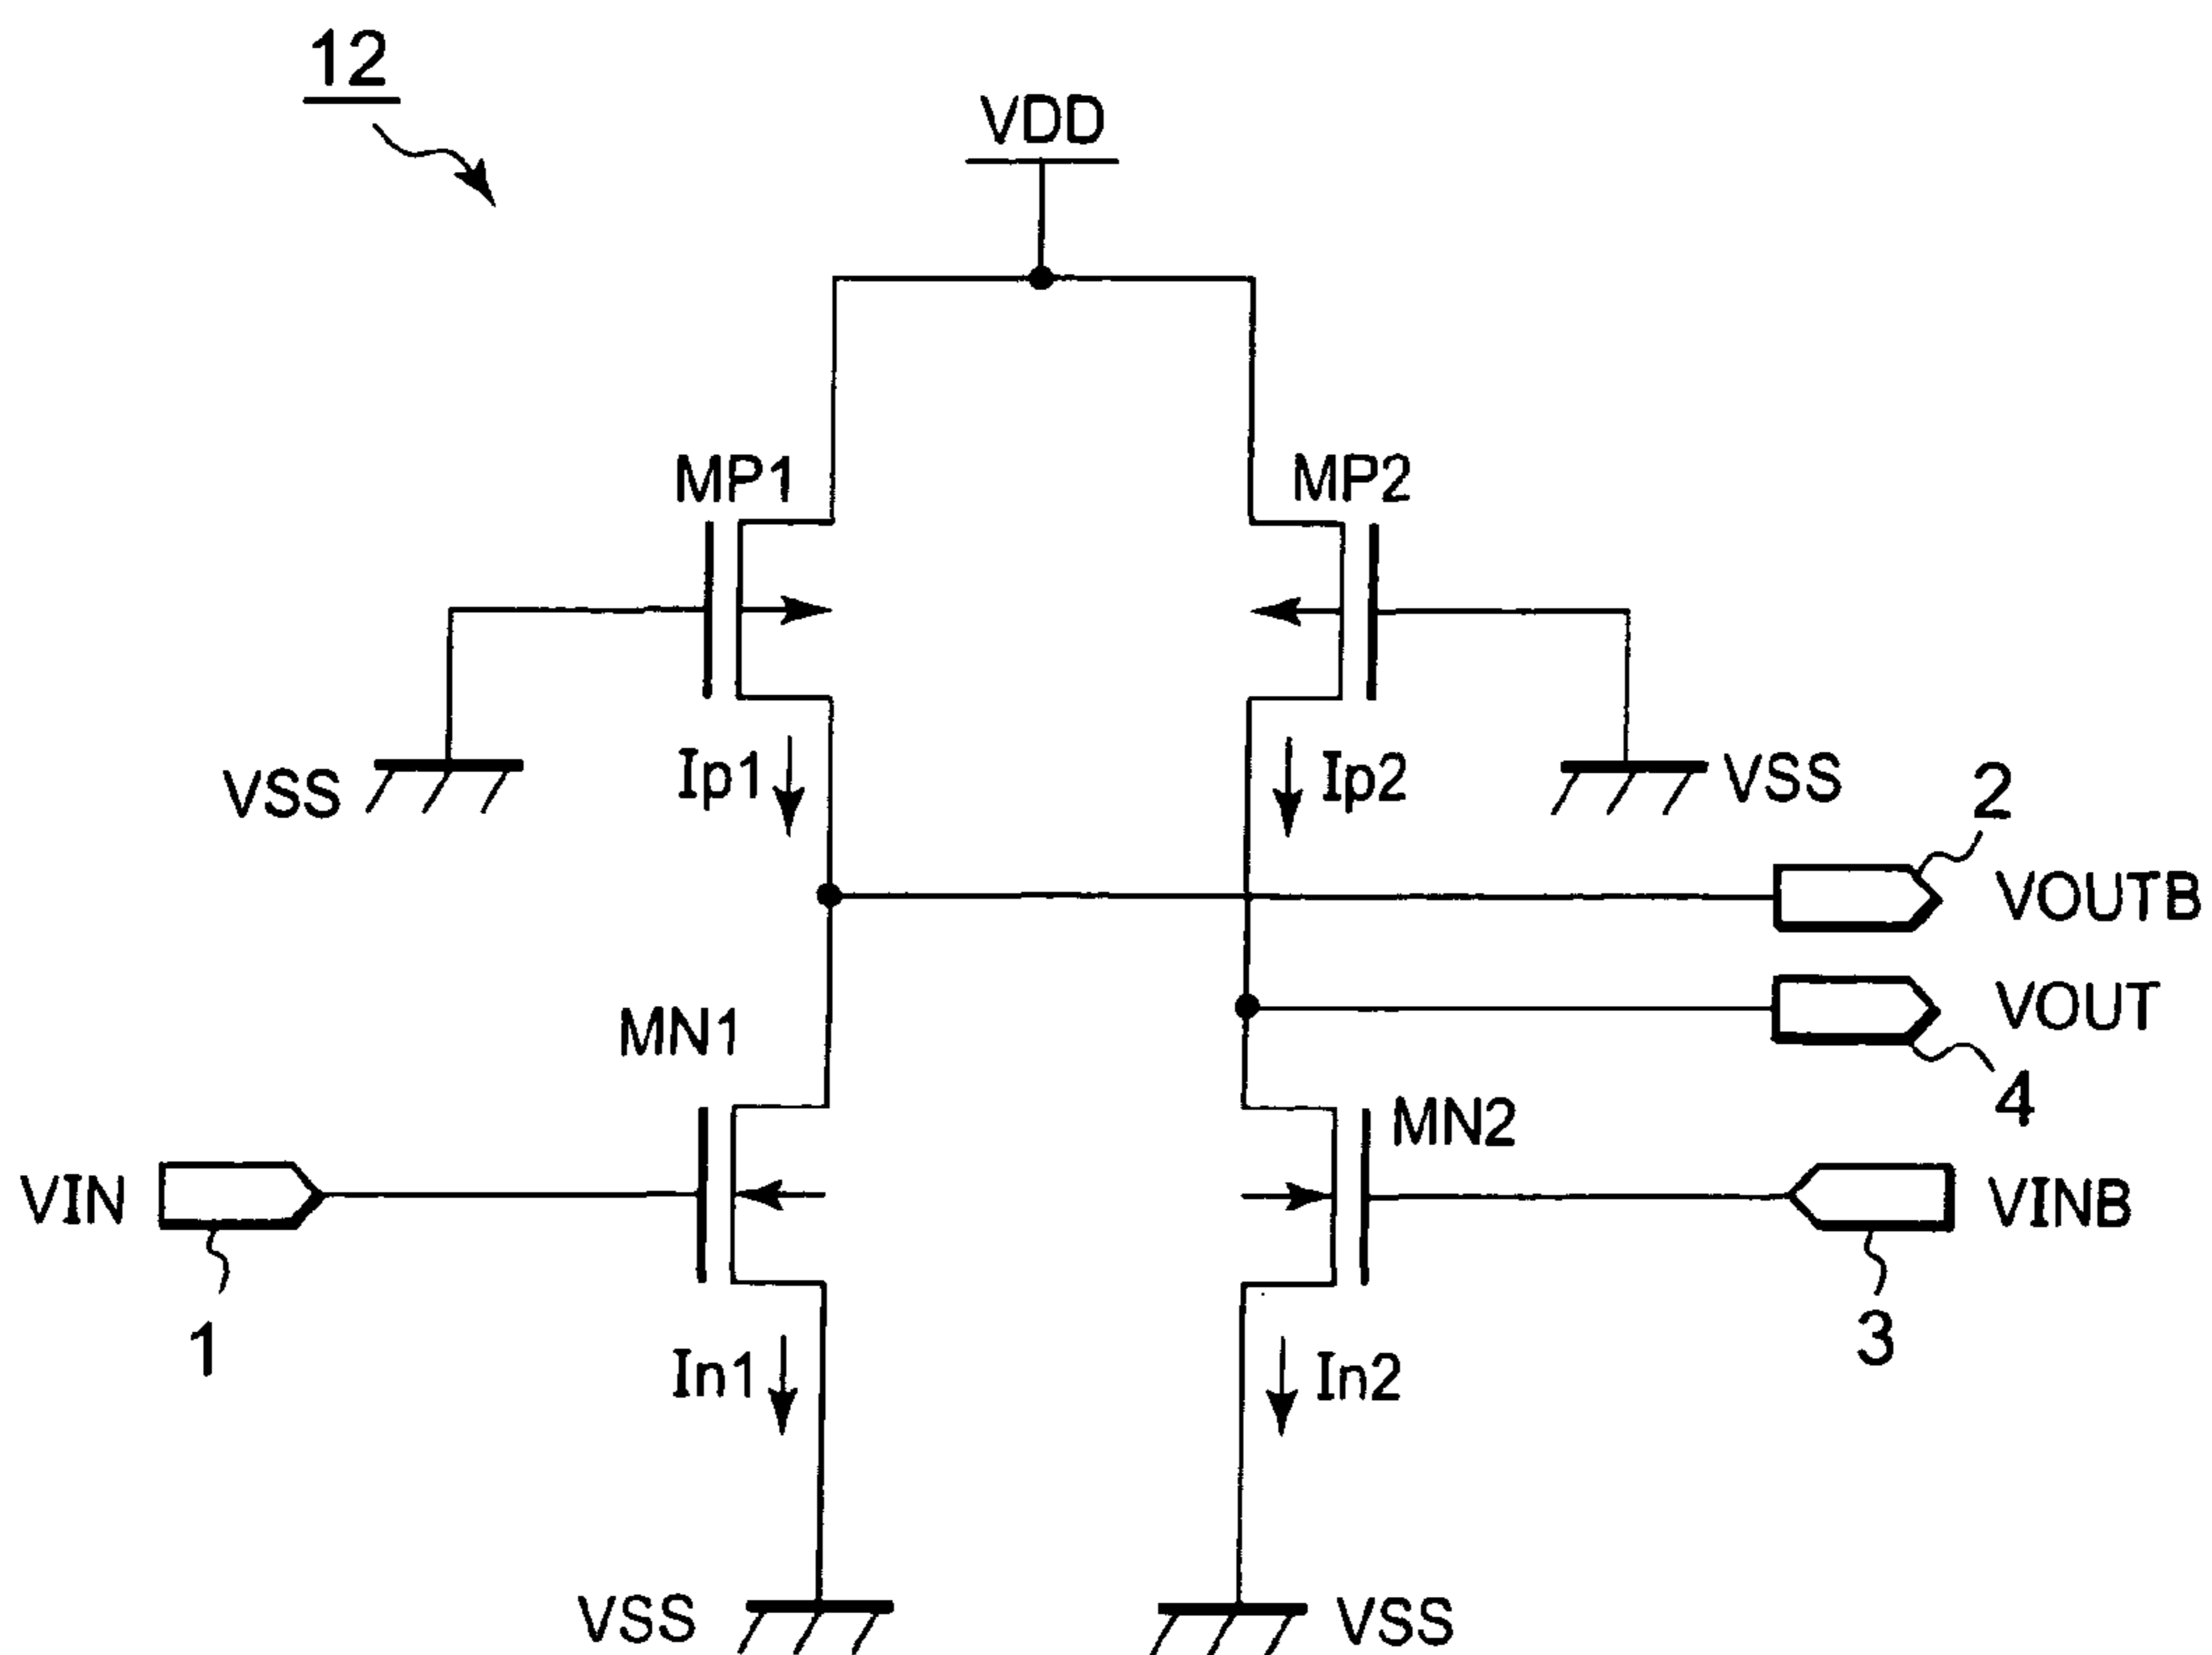 12
VDD
MP1
MP2
Ip1
Ip2
VSS
VSS
2
VOUTB
VOUT
4
MN1
MN2
VIN
VINB
1
3
In1
In2
VSS
VSS